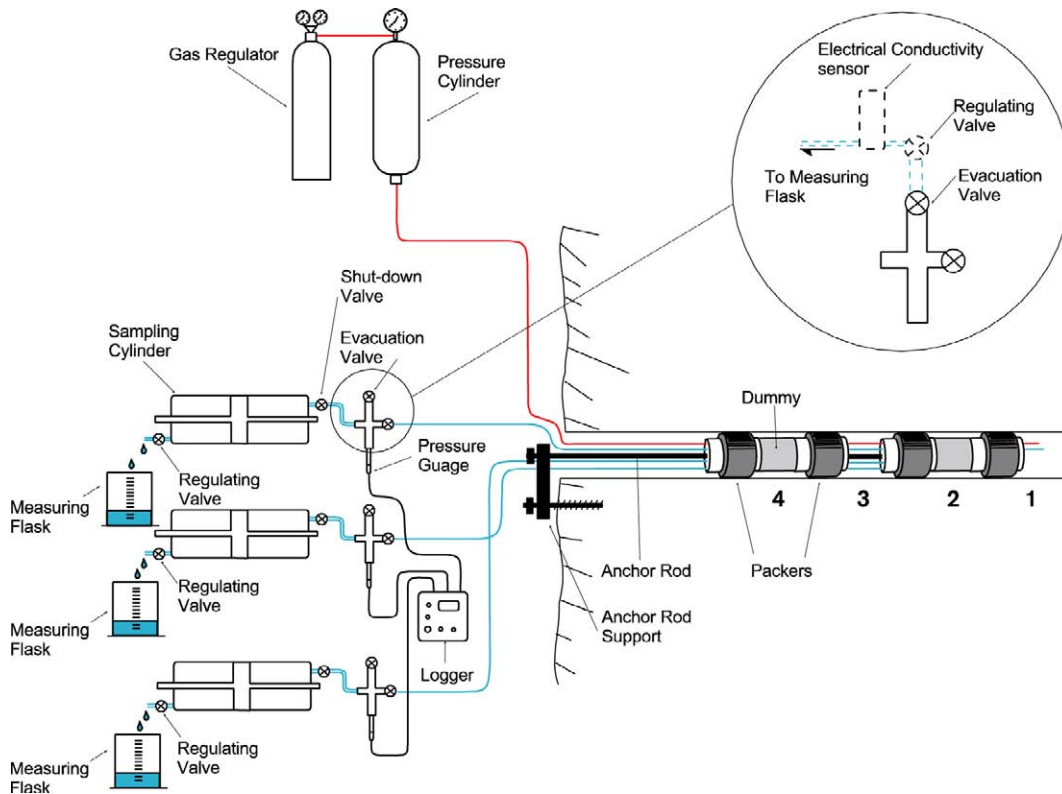 Gas Regulator
Pressure
Cylinder
Electrical Conductivity
sensor
Regulating
Valve
To Measuring
Flask
Evacuation
Valve
Shut-down
Valve
Sampling
Cylinder
Evacuation
Valve
Dummy
Pressure
Guage
Regulating
Valve
Measuring
Flask
4
3
2
1
Anchor Rod
Packers
Regulating
Valve
Anchor Rod
Support
Measuring
Flask
Logger
Regulating
Valve
Measuring
Flask